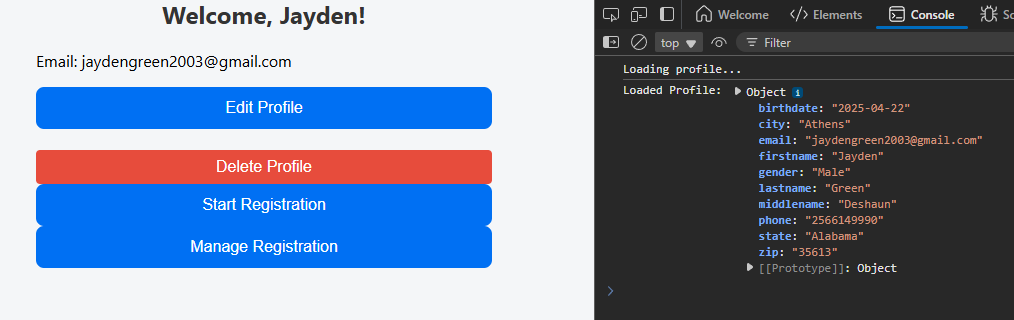 Welcome, Jayden!
Email: jaydengreen2003@gmail.com
Edit Profile
Delete Profile
Start Registration
Manage Registration
Welcome Elements Console
top Filter
Loading profile...
Loaded Profile: Object i
birthdate: "2025-04-22"
city: "Athens"
email: "jaydengreen2003@gmail.com"
firstname: "Jayden"
gender: "Male"
lastname: "Green"
middlename: "Deshaun"
phone: "2566149990"
state: "Alabama"
zip: "35613"
[[Prototype]]: Object